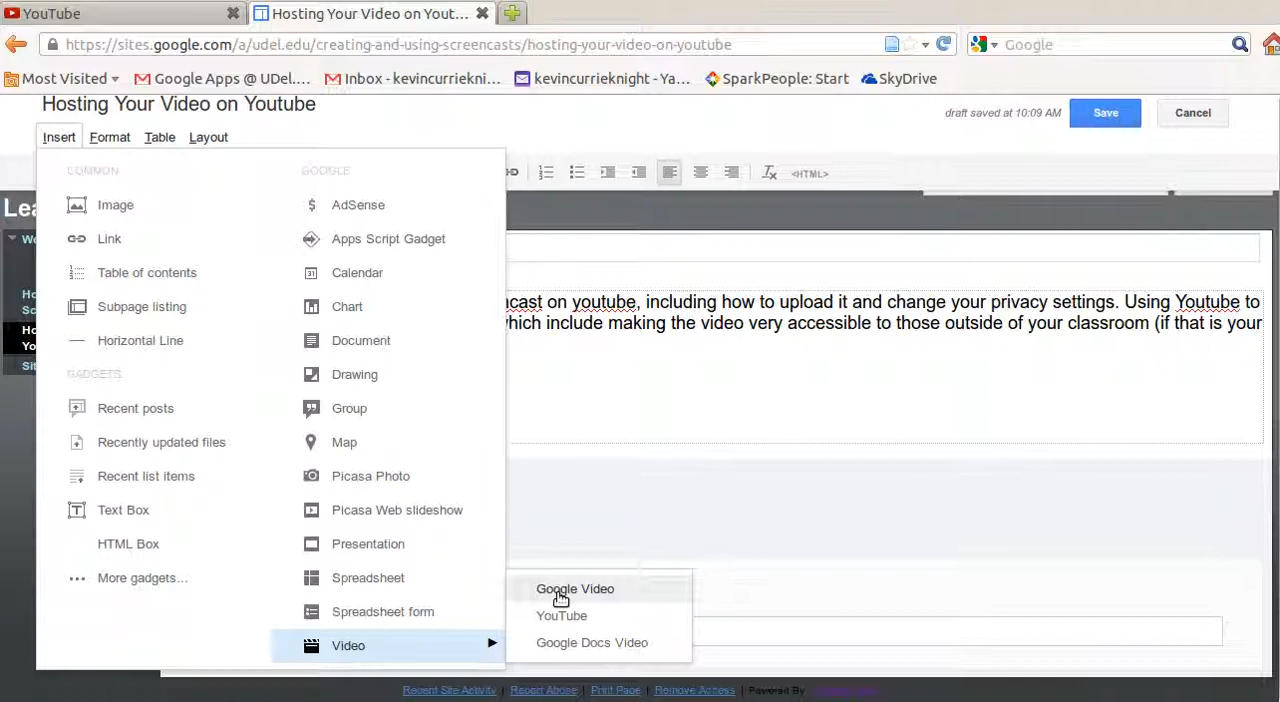 YouTube
Hosting Your Video on Yout...
https://sites.google.com/a/udel.edu/creating-and-using-screencasts/hosting-your-video-on-youtube
Google
Most Visited
Google Apps @ UDel....
Inbox - kevincurriekni...
kevincurrieknight - Ya...
SparkPeople: Start
SkyDrive
Hosting Your Video on Youtube
draft saved at 10:09 AM
Save
Cancel
Insert Format Table Layout
<HTML>
COMMON
Image
Link
Table of contents
Subpage listing
Horizontal Line
GADGETS
Recent posts
Recently updated files
Recent list items
Text Box
HTML Box
More gadgets...
GOOGLE
$ AdSense
Apps Script Gadget
31 Calendar
Chart
Document
Drawing
Group
Map
Picasa Photo
Picasa Web slideshow
Presentation
Spreadsheet
Spreadsheet form
Video
Google Video
YouTube
Google Docs Video
on youtube, including how to upload it and change your privacy settings. Using Youtube to
which include making the video very accessible to those outside of your classroom (if that is your
Recent Site Activity | Report Abuse | Print Page | Remove Access | Powered By